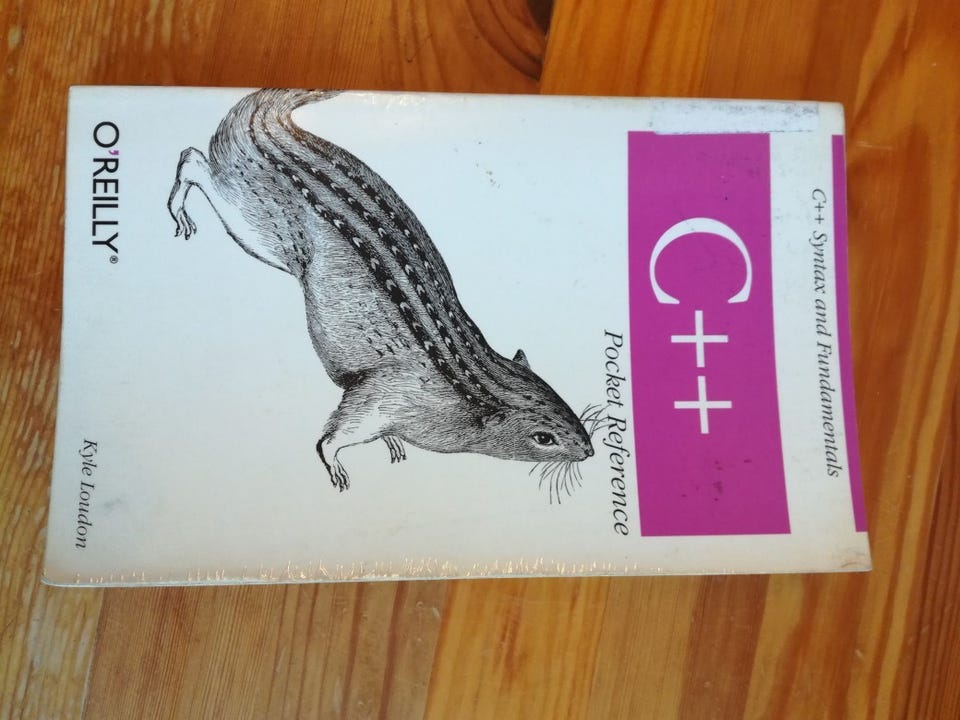 C++ Syntax and Fundamentals
C++
Pocket Reference
O'REILLY®
Kyle Loudon